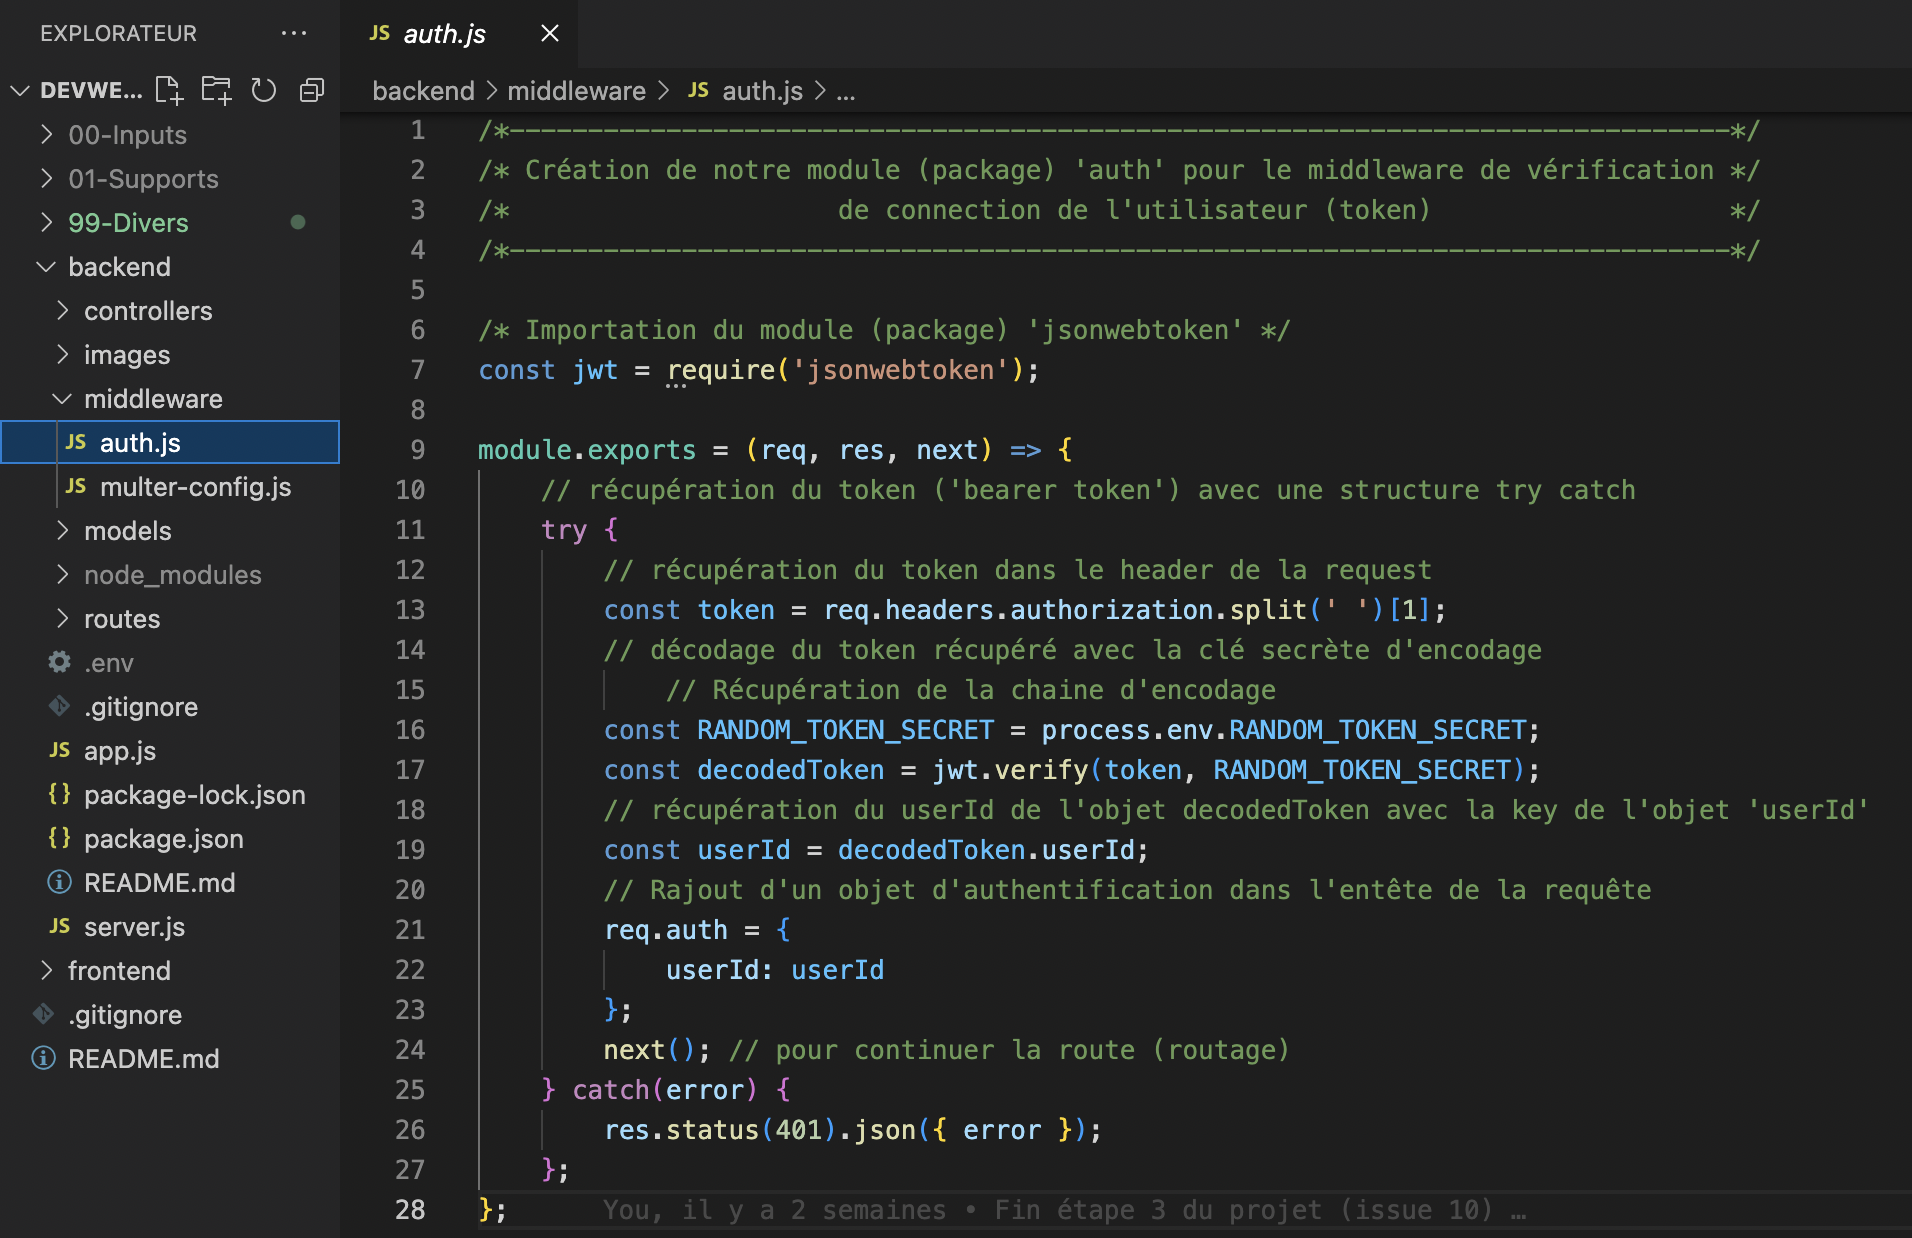 EXPLORATEUR ...
DEVWE...
00-Inputs
01-Supports
99-Divers
backend
controllers
images
middleware
JS auth.js
JS multer-config.js
models
node_modules
routes
.env
.gitignore
JS app.js
{} package-lock.json
{} package.json
README.md
JS server.js
frontend
.gitignore
README.md
JS auth.js
backend > middleware > JS auth.js > ...
1 /*------------------------------------------------------------------------------*/
2 /* Création de notre module (package) 'auth' pour le middleware de vérification */
3 /*                     de connection de l'utilisateur (token)                   */
4 /*------------------------------------------------------------------------------*/
5
6 /* Importation du module (package) 'jsonwebtoken' */
7 const jwt = require('jsonwebtoken');
8
9 module.exports = (req, res, next) => {
10     // récupération du token ('bearer token') avec une structure try catch
11     try {
12         // récupération du token dans le header de la request
13         const token = req.headers.authorization.split(' ')[1];
14         // décodage du token récupéré avec la clé secrète d'encodage
15             // Récupération de la chaine d'encodage
16         const RANDOM_TOKEN_SECRET = process.env.RANDOM_TOKEN_SECRET;
17         const decodedToken = jwt.verify(token, RANDOM_TOKEN_SECRET);
18         // récupération du userId de l'objet decodedToken avec la key de l'objet 'userId'
19         const userId = decodedToken.userId;
20         // Rajout d'un objet d'authentification dans l'entête de la requête
21         req.auth = {
22             userId: userId
23         };
24         next(); // pour continuer la route (routage)
25     } catch(error) {
26         res.status(401).json({ error });
27     };
28 };      You, il y a 2 semaines • Fin étape 3 du projet (issue 10) …